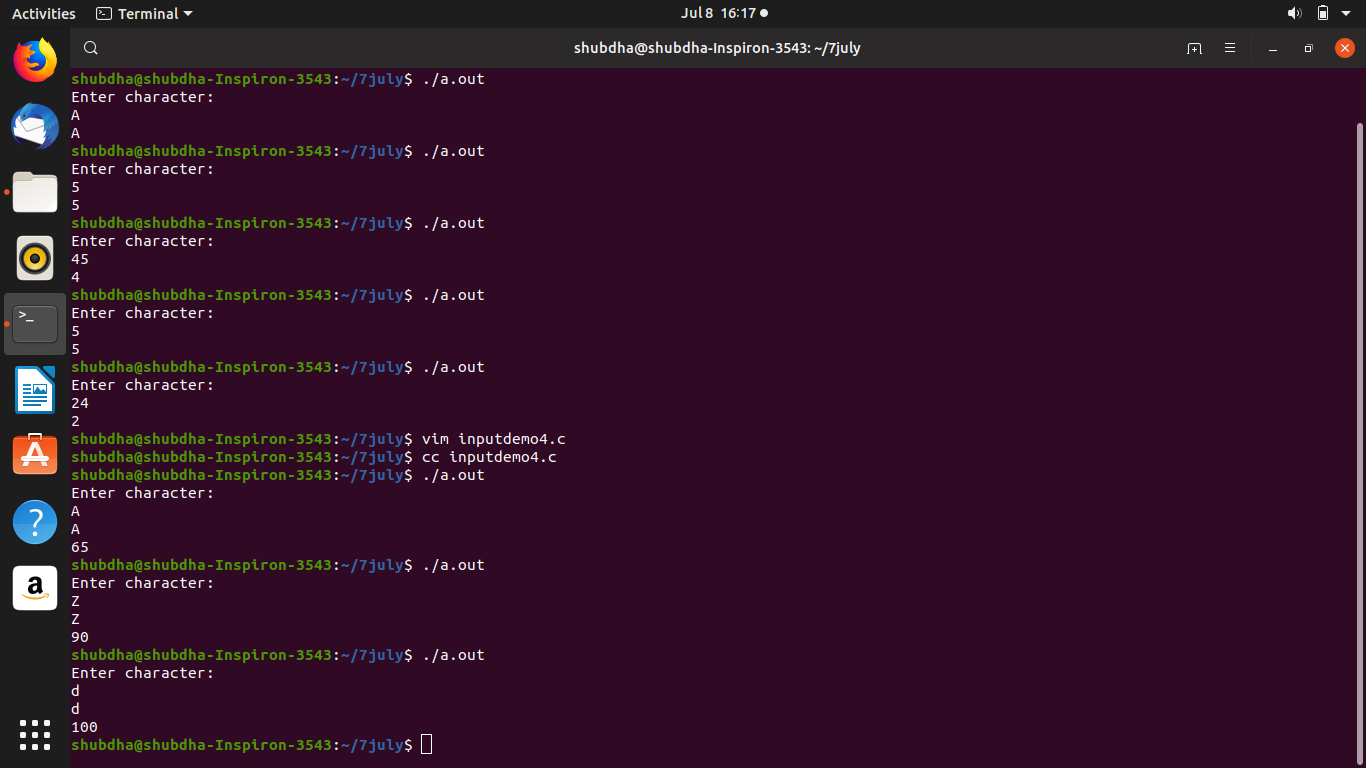 Activities Terminal Jul 8 16:17
shubdha@shubdha-Inspiron-3543: ~/7july
shubdha@shubdha-Inspiron-3543:~/7july$ ./a.out
Enter character:
A
A
shubdha@shubdha-Inspiron-3543:~/7july$ ./a.out
Enter character:
5
5
shubdha@shubdha-Inspiron-3543:~/7july$ ./a.out
Enter character:
45
4
shubdha@shubdha-Inspiron-3543:~/7july$ ./a.out
Enter character:
5
5
shubdha@shubdha-Inspiron-3543:~/7july$ ./a.out
Enter character:
24
2
shubdha@shubdha-Inspiron-3543:~/7july$ vim inputdemo4.c
shubdha@shubdha-Inspiron-3543:~/7july$ cc inputdemo4.c
shubdha@shubdha-Inspiron-3543:~/7july$ ./a.out
Enter character:
A
A
65
shubdha@shubdha-Inspiron-3543:~/7july$ ./a.out
Enter character:
Z
Z
90
shubdha@shubdha-Inspiron-3543:~/7july$ ./a.out
Enter character:
d
d
100
shubdha@shubdha-Inspiron-3543:~/7july$